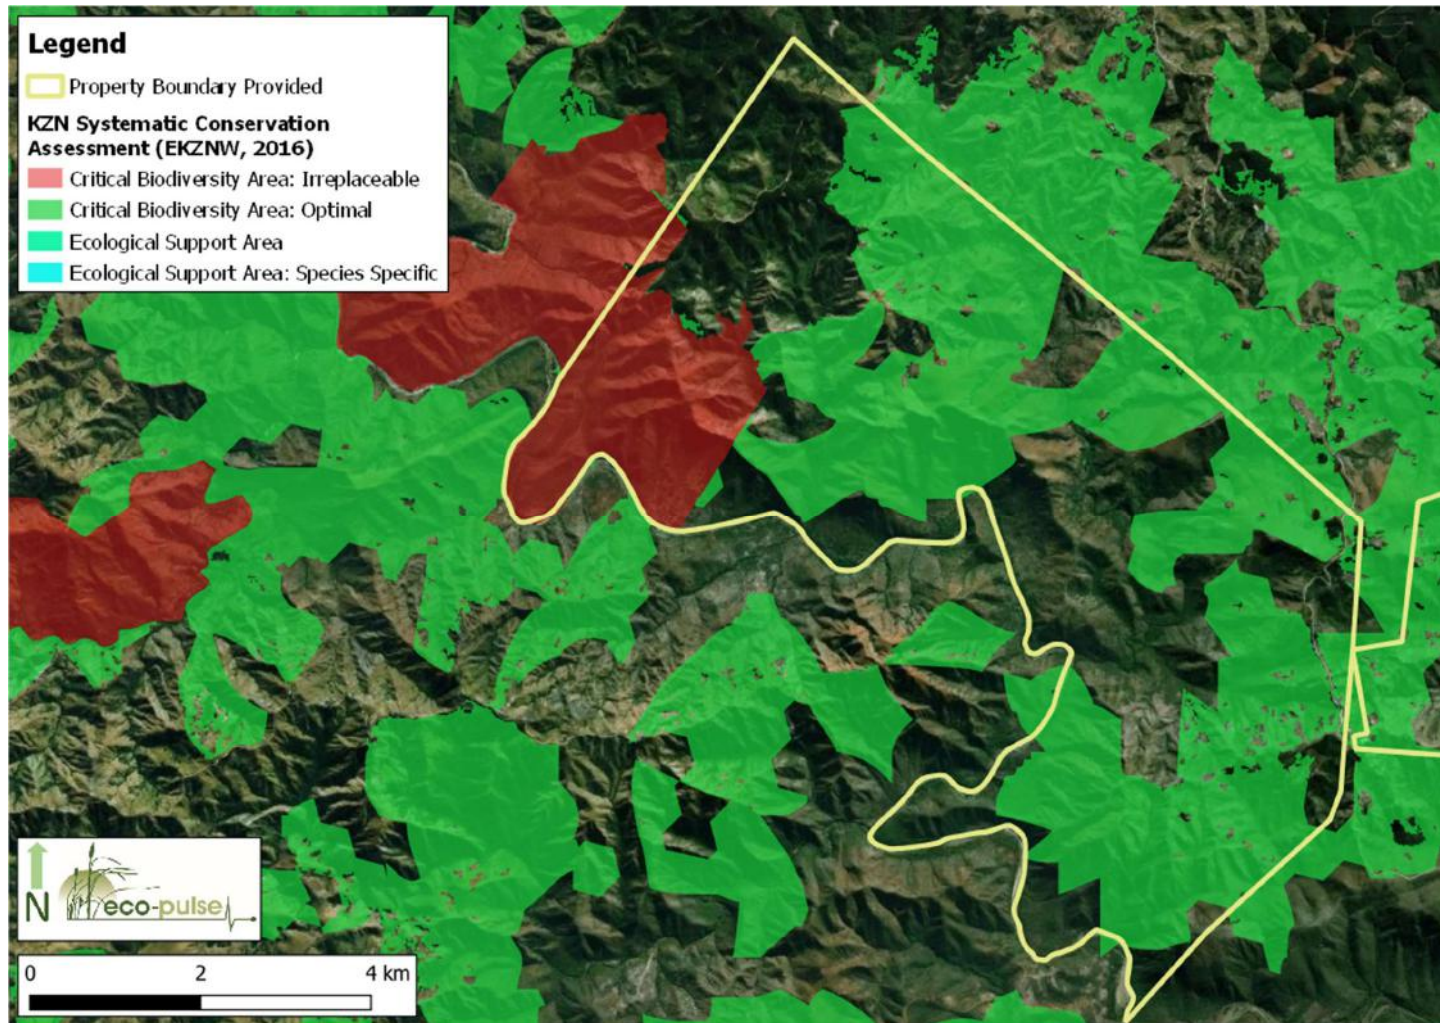 Legend
Property Boundary Provided
KZN Systematic Conservation
Assessment (EKZNW, 2016)
Critical Biodiversity Area: Irreplaceable
Critical Biodiversity Area: Optimal
Ecological Support Area
Ecological Support Area: Species Specific
N
eco-pulse
0 2 4 km